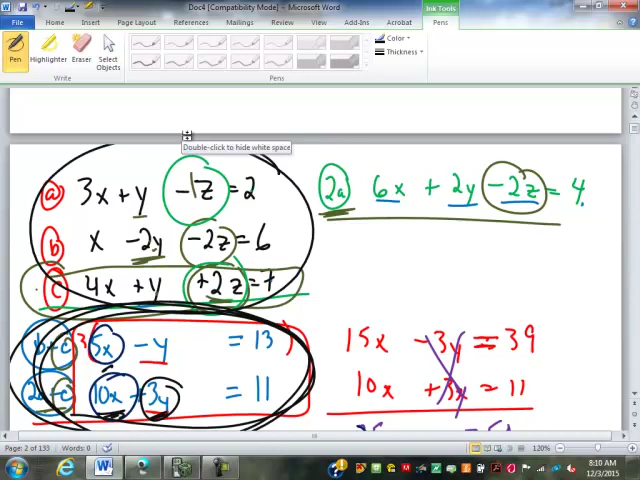 Doc4 [Compatibility Mode] - Microsoft Word
Ink Tools
File Home Insert Page Layout References Mailings Review View Add-Ins Acrobat Pens
Pen Highlighter Eraser Select Objects
Color
Thickness
Write
Pens
Double-click to hide white space
a 3x + y - 1z = 2
2a 6x + 2y - 2z = 4
b x - 2y - 2z = 6
c 4x + y + 2z = 7
b+c 3( 5x - y = 13 )
15x - 3y = 39
2a+c 10x + 3y = 11
10x + 3x = 11
Page: 2 of 133 Words: 0
120%
8:10 AM
12/3/2015